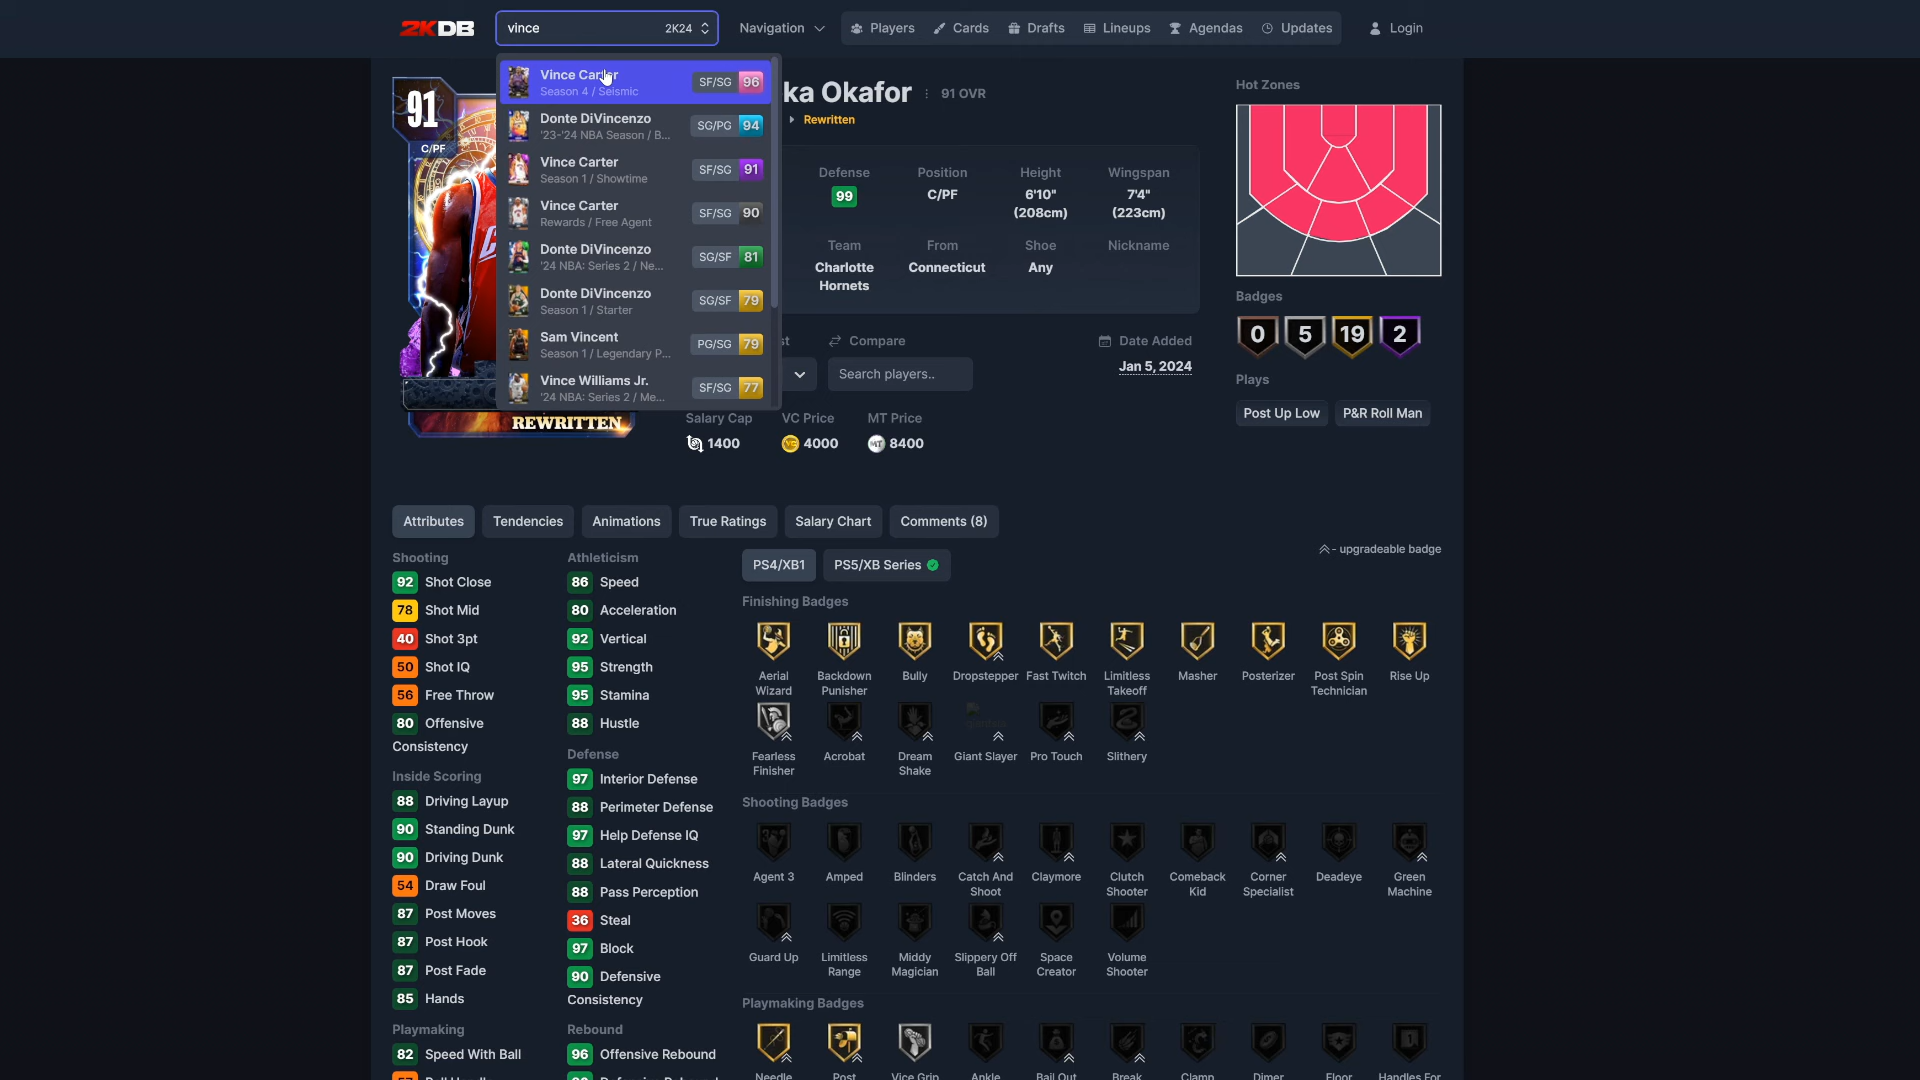 2KDB
vince
2K24
Navigation
Players
Cards
Drafts
Lineups
Agendas
Updates
Login
Vince Carter
Season 4 / Seismic
SF/SG 96
Donte DiVincenzo
'23-'24 NBA Season / B...
SG/PG 94
Vince Carter
Season 1 / Showtime
SF/SG 91
Vince Carter
Rewards / Free Agent
SF/SG 90
Donte DiVincenzo
'24 NBA: Series 2 / Ne...
SG/SF 81
Donte DiVincenzo
Season 1 / Starter
SG/SF 79
Sam Vincent
Season 1 / Legendary P...
PG/SG 79
Vince Williams Jr.
'24 NBA: Series 2 / Me...
SF/SG 77
91
C/PF
REWRITTEN
ka Okafor
91 OVR
Rewritten
Defense
99
Position
C/PF
Height
6'10"
(208cm)
Wingspan
7'4"
(223cm)
Team
Charlotte
Hornets
From
Connecticut
Shoe
Any
Nickname
st
Compare
Search players..
Date Added
Jan 5, 2024
Salary Cap
1400
VC Price
VC 4000
MT Price
MT 8400
Hot Zones
Badges
0 5 19 2
Plays
Post Up Low
P&R Roll Man
Attributes
Tendencies
Animations
True Ratings
Salary Chart
Comments (8)
Shooting
92 Shot Close
78 Shot Mid
40 Shot 3pt
50 Shot IQ
56 Free Throw
80 Offensive
Consistency
Inside Scoring
88 Driving Layup
90 Standing Dunk
90 Driving Dunk
54 Draw Foul
87 Post Moves
87 Post Hook
87 Post Fade
85 Hands
Playmaking
82 Speed With Ball
Athleticism
86 Speed
80 Acceleration
92 Vertical
95 Strength
95 Stamina
88 Hustle
Defense
97 Interior Defense
88 Perimeter Defense
97 Help Defense IQ
88 Lateral Quickness
88 Pass Perception
36 Steal
97 Block
90 Defensive
Consistency
Rebound
96 Offensive Rebound
PS4/XB1
PS5/XB Series
- upgradeable badge
Finishing Badges
Aerial
Wizard
Backdown
Punisher
Bully
Dropstepper
Fast Twitch
Limitless
Takeoff
Masher
Posterizer
Post Spin
Technician
Rise Up
Fearless
Finisher
Acrobat
Dream
Shake
Giant Slayer
Pro Touch
Slithery
Shooting Badges
Agent 3
Amped
Blinders
Catch And
Shoot
Claymore
Clutch
Shooter
Comeback
Kid
Corner
Specialist
Deadeye
Green
Machine
Guard Up
Limitless
Range
Middy
Magician
Slippery Off
Ball
Space
Creator
Volume
Shooter
Playmaking Badges
Needle
Post
Vice Grip
Ankle
Bail Out
Break
Clamp
Dimer
Floor
Handles For